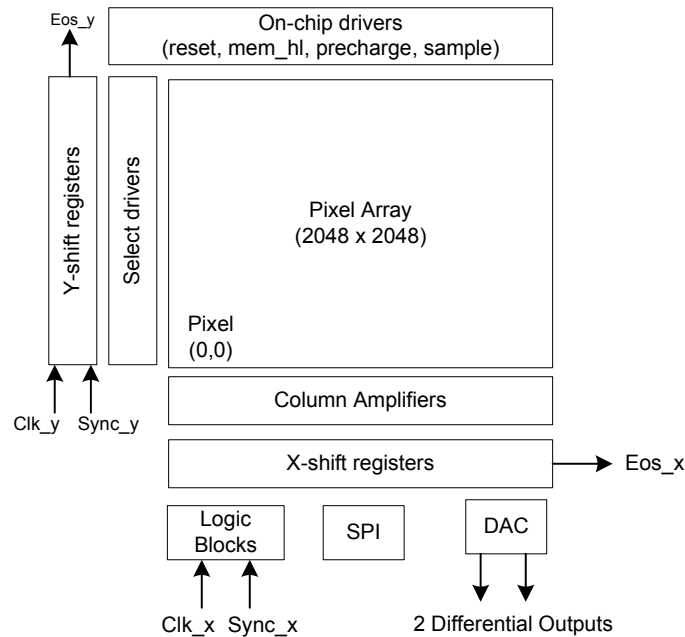 Eos_y
On-chip drivers
(reset, mem_hl, precharge, sample)
Y-shift registers
Select drivers
Pixel Array
(2048 x 2048)
Pixel
(0,0)
Clk_y
Sync_y
Column Amplifiers
X-shift registers
Eos_x
Logic
Blocks
SPI
DAC
Clk_x
Sync_x
2 Differential Outputs